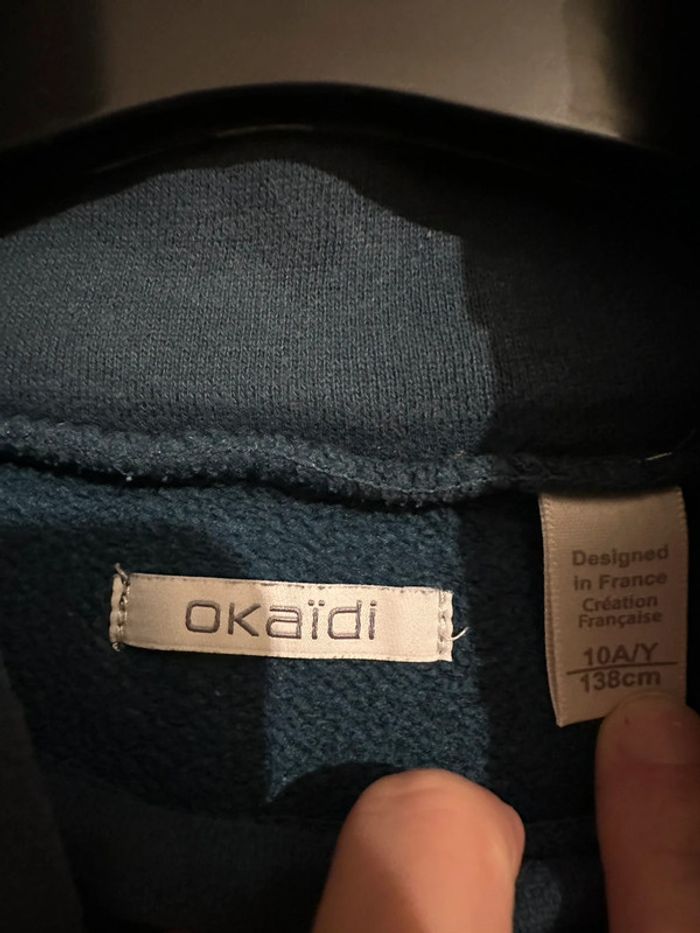 oKaïdi
Designed
in France
Création
Française
10A/Y
138cm